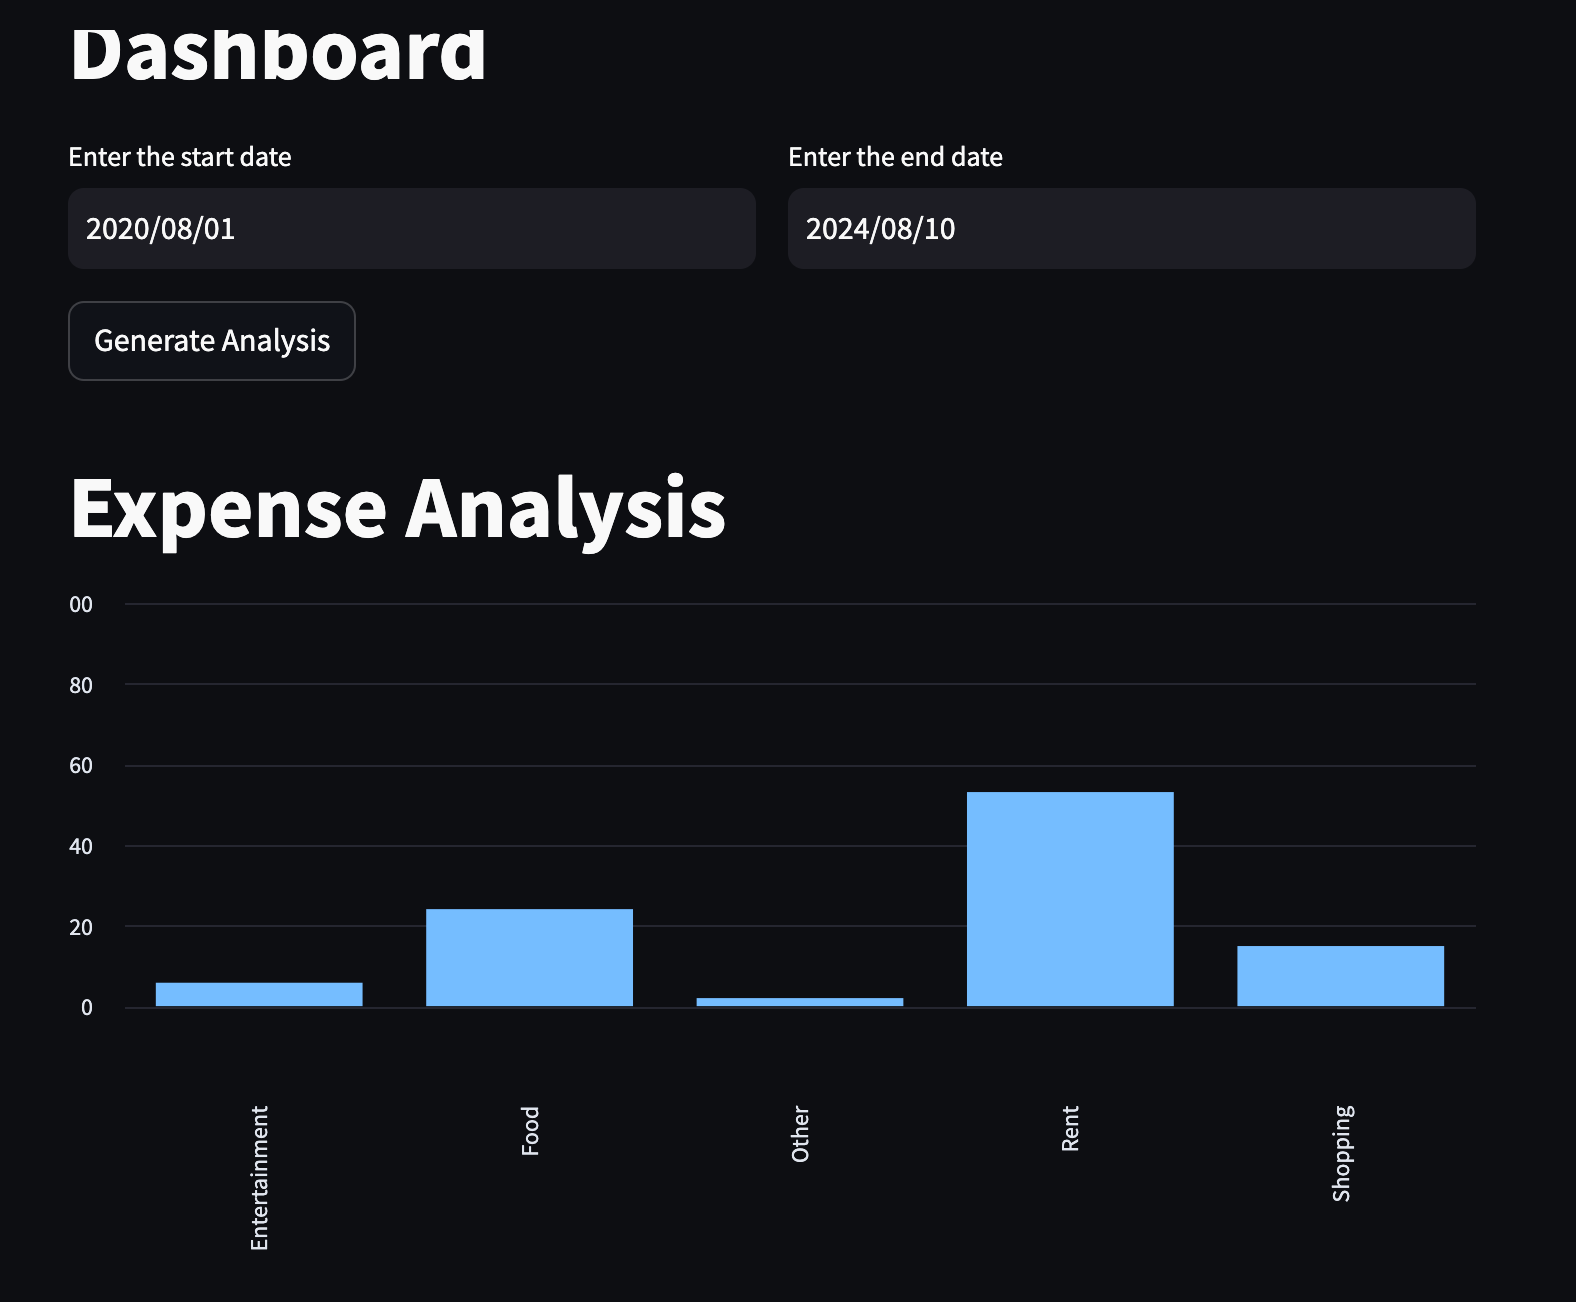 Dashboard
Enter the start date
Enter the end date
2020/08/01
2024/08/10
Generate Analysis
Expense Analysis
00
80
60
40
20
0
Entertainment
Food
Other
Rent
Shopping